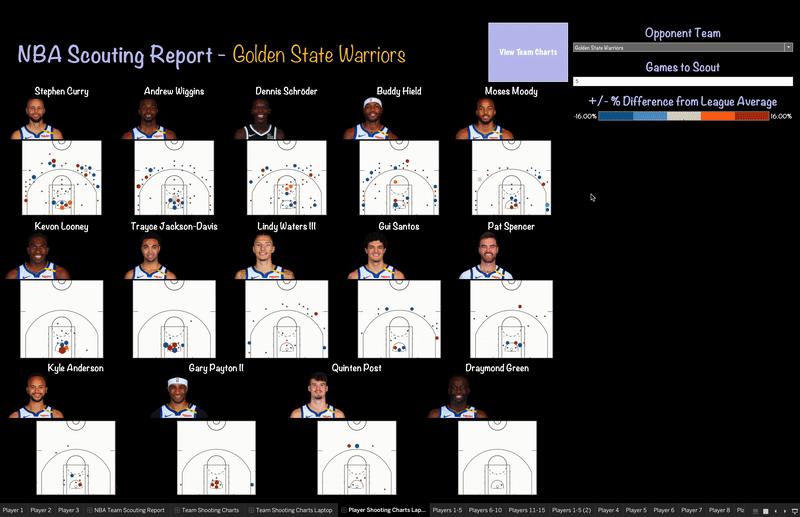 NBA Scouting Report - Golden State Warriors
View Team Charts
Opponent Team
Golden State Warriors
Games to Scout
5
+/- % Difference from League Average
-16.00% 16.00%
Stephen Curry Andrew Wiggins Dennis Schröder Buddy Hield Moses Moody
Kevon Looney Trayce Jackson-Davis Lindy Waters III Gui Santos Pat Spencer
Kyle Anderson Gary Payton II Quinten Post Draymond Green
Player 1 Player 2 Player 3 NBA Team Scouting Report Team Shooting Charts Team Shooting Charts Laptop Player Shooting Charts Lap... Players 1-5 Players 6-10 Players 11-15 Players 1-5 (2) Player 4 Player 5 Player 6 Player 7 Player 8